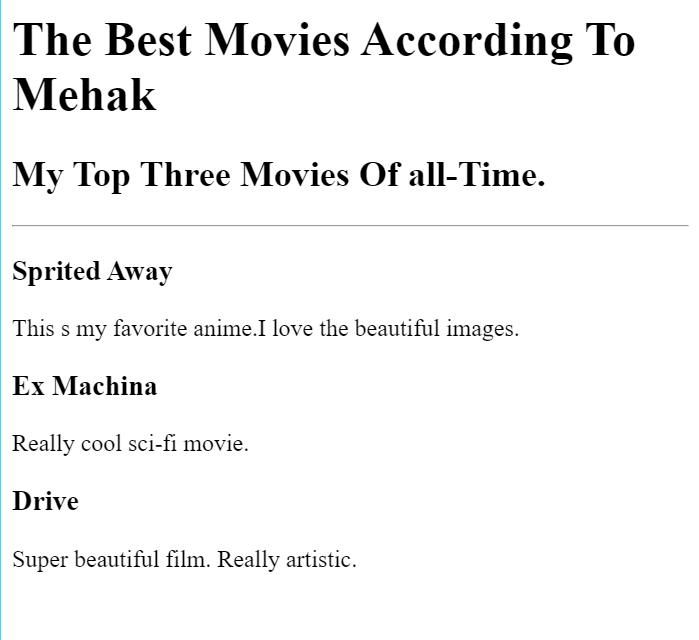 The Best Movies According To
Mehak
My Top Three Movies Of all-Time.
Sprited Away
This s my favorite anime.I love the beautiful images.
Ex Machina
Really cool sci-fi movie.
Drive
Super beautiful film. Really artistic.